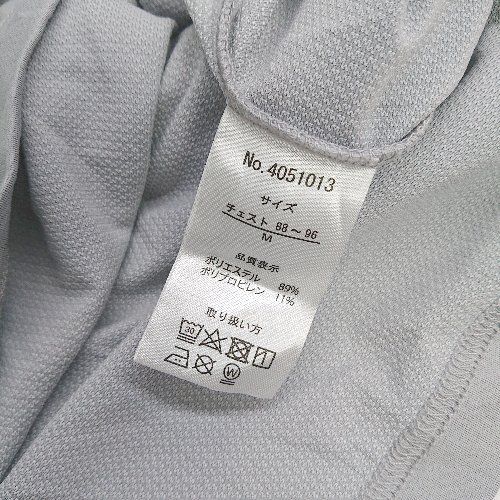 No.4051013
サイズ
チェスト 88～96
M
品質表示
ポリエステル 89%
ポリプロピレン 11%
取り扱い方
30
W